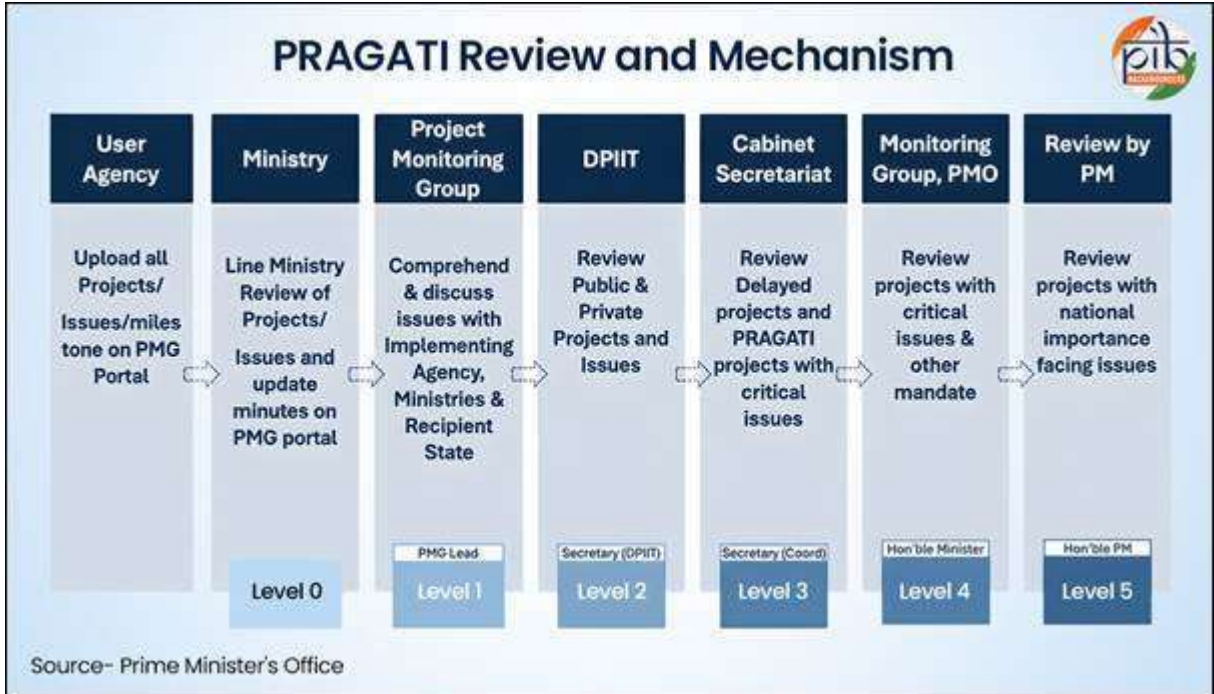 PRAGATI Review and Mechanism
pib
BACKGROUNDERS
User
Agency
Upload all
Projects/
Issues/miles
tone on PMG
Portal
Ministry
Line Ministry
Review of
Projects/
Issues and
update
minutes on
PMG portal
Level 0
Project
Monitoring
Group
Comprehend
& discuss
issues with
Implementing
Agency,
Ministries &
Recipient
State
PMG Lead
Level 1
DPIIT
Review
Public &
Private
Projects and
Issues
Secretary (DPIIT)
Level 2
Cabinet
Secretariat
Review
Delayed
projects and
PRAGATI
projects with
critical
issues
Secretary (Coord)
Level 3
Monitoring
Group, PMO
Review
projects with
critical
issues &
other
mandate
Hon'ble Minister
Level 4
Review by
PM
Review
projects with
national
importance
facing issues
Hon'ble PM
Level 5
Source- Prime Minister's Office